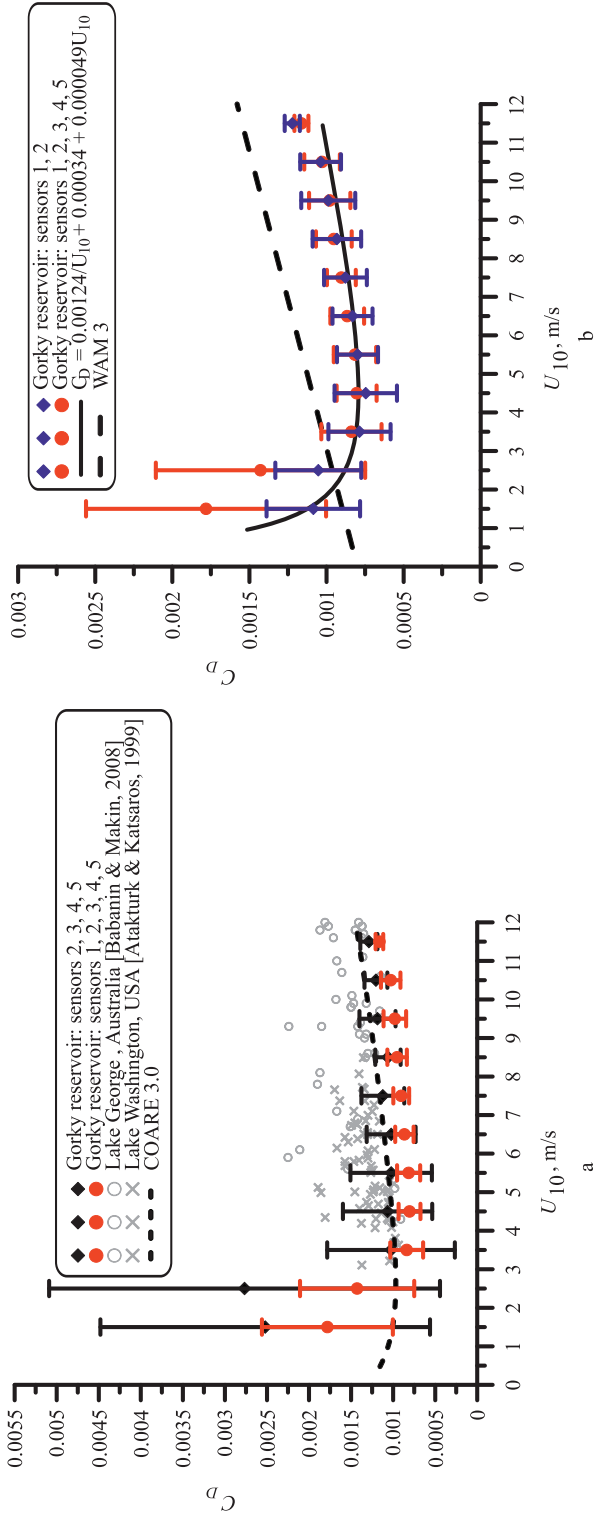 Gorky reservoir: sensors 2, 3, 4, 5
Gorky reservoir: sensors 1, 2, 3, 4, 5
Lake George , Australia [Babanin & Makin, 2008]
Lake Washington, USA [Atakturk & Katsaros, 1999]
COARE 3.0
C_D
0.0055
0.005
0.0045
0.004
0.0035
0.003
0.0025
0.002
0.0015
0.001
0.0005
0
0 1 2 3 4 5 6 7 8 9 10 11 12
U_10, m/s
a
Gorky reservoir: sensors 1, 2
Gorky reservoir: sensors 1, 2, 3, 4, 5
C_D = 0.00124/U_10 + 0.00034 + 0.000049U_10
WAM 3
C_D
0.003
0.0025
0.002
0.0015
0.001
0.0005
0
0 1 2 3 4 5 6 7 8 9 10 11 12
U_10, m/s
b